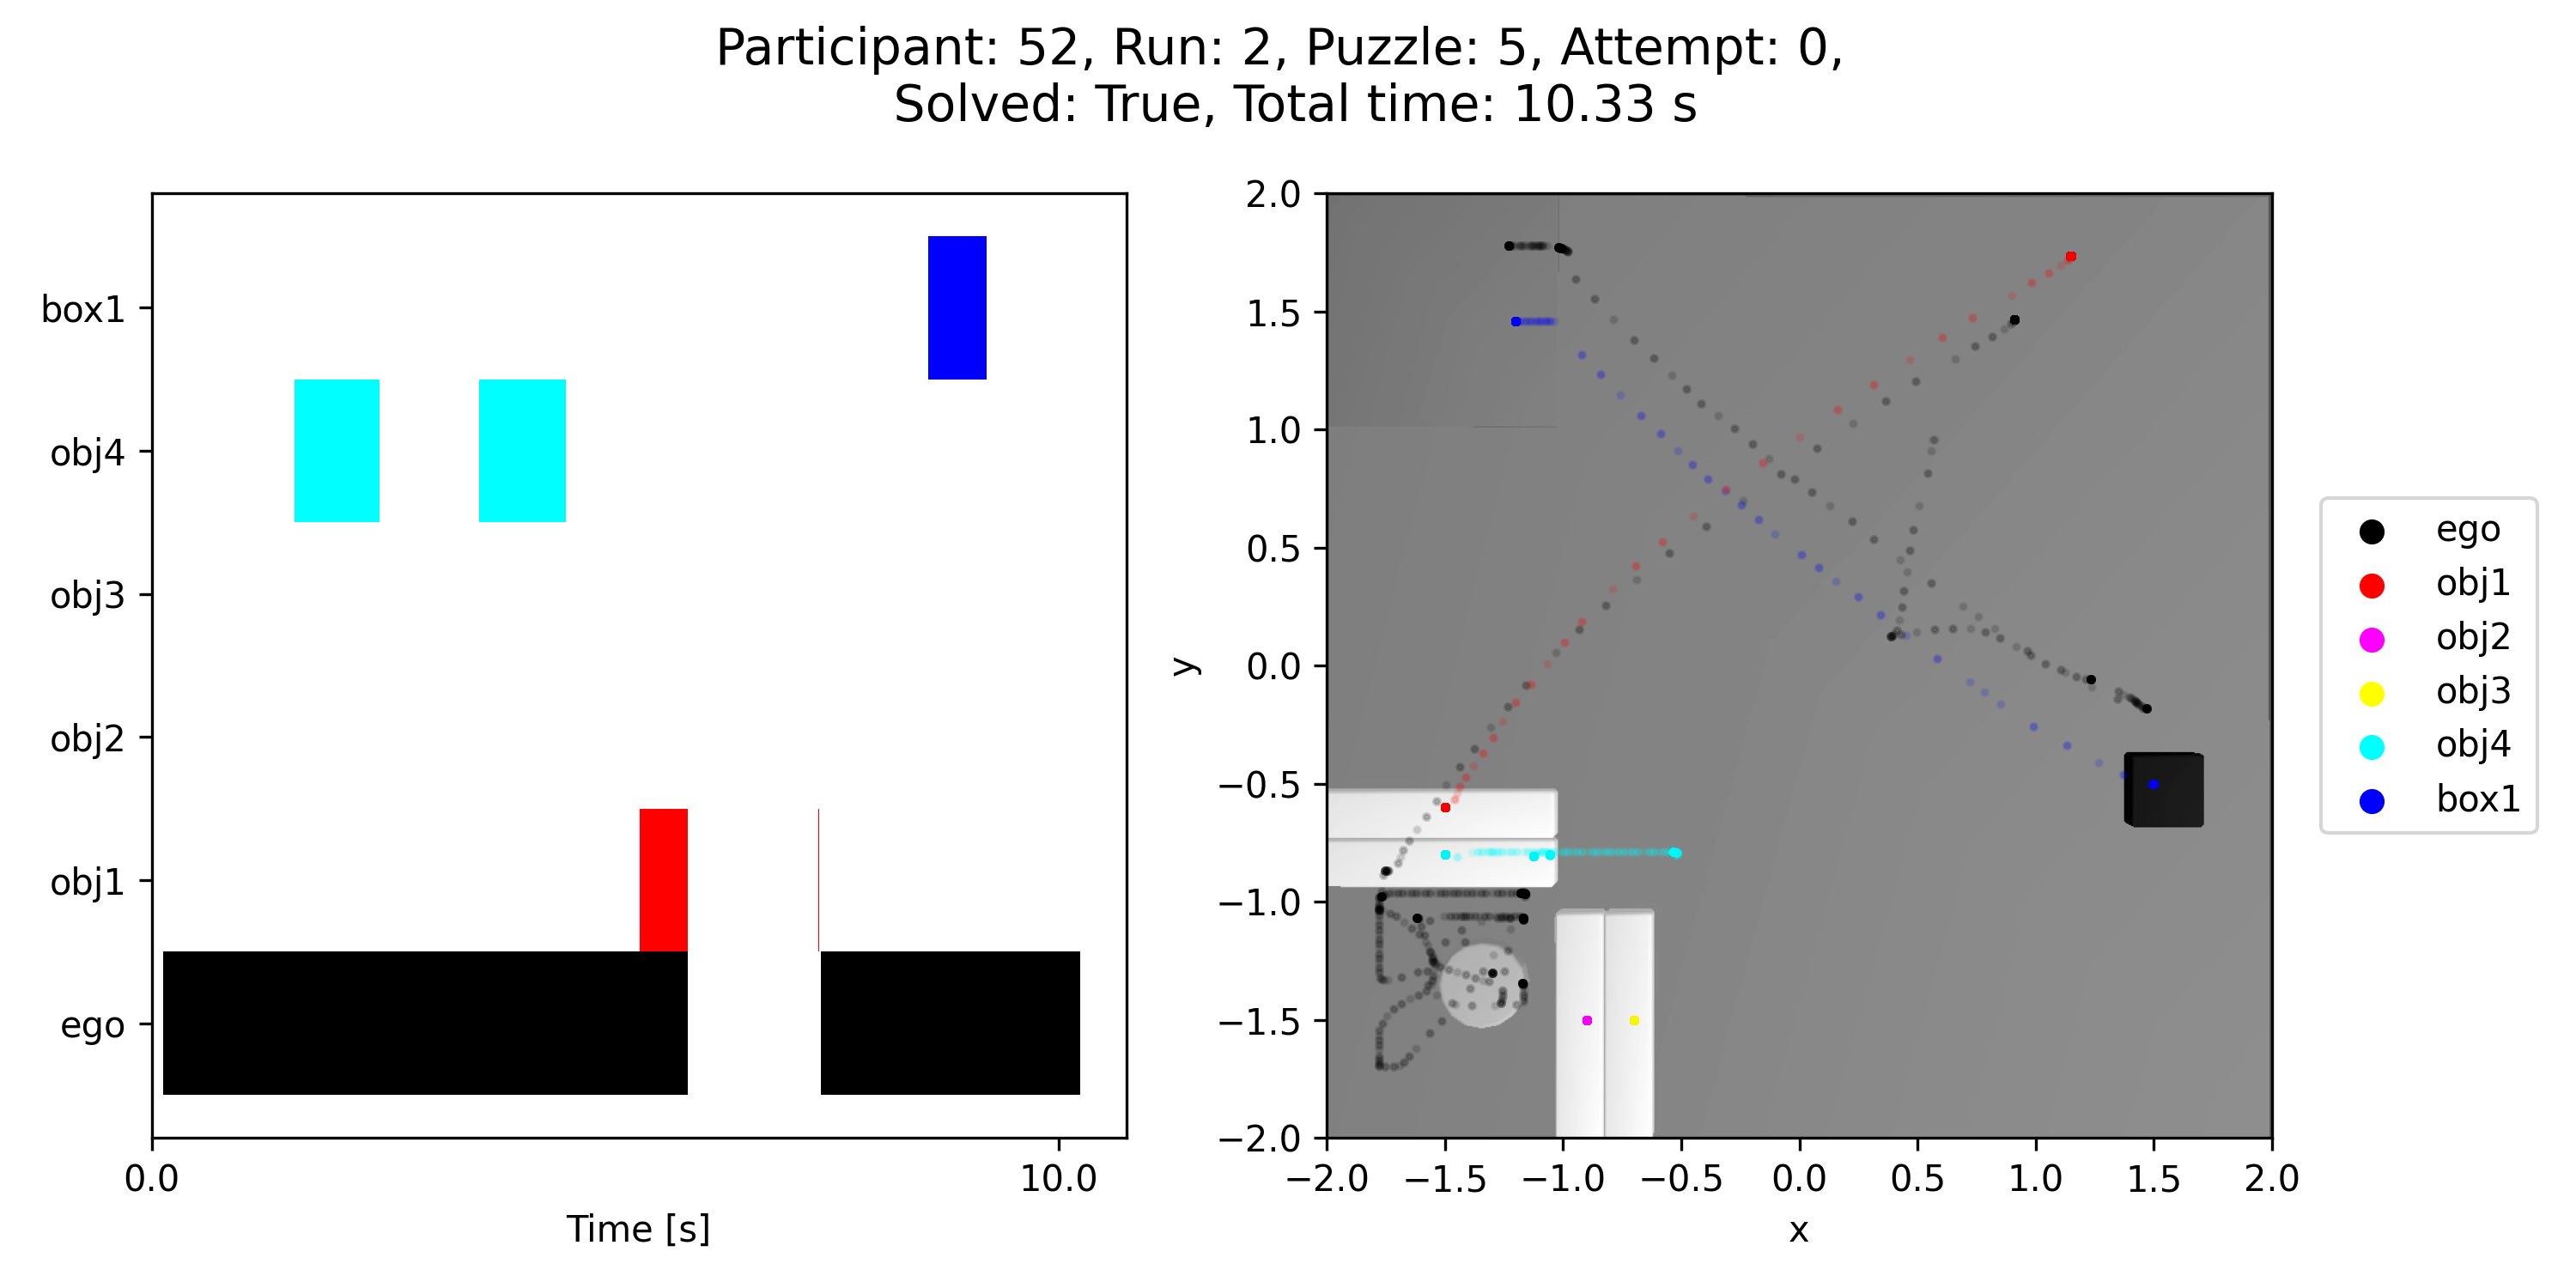 Participant: 52, Run: 2, Puzzle: 5, Attempt: 0,
Solved: True, Total time: 10.33 s
box1
obj4
obj3
obj2
obj1
ego
0.0 10.0
Time [s]
2.0
1.5
1.0
0.5
0.0
−0.5
−1.0
−1.5
−2.0
y
−2.0 −1.5 −1.0 −0.5 0.0 0.5 1.0 1.5 2.0
x
ego
obj1
obj2
obj3
obj4
box1